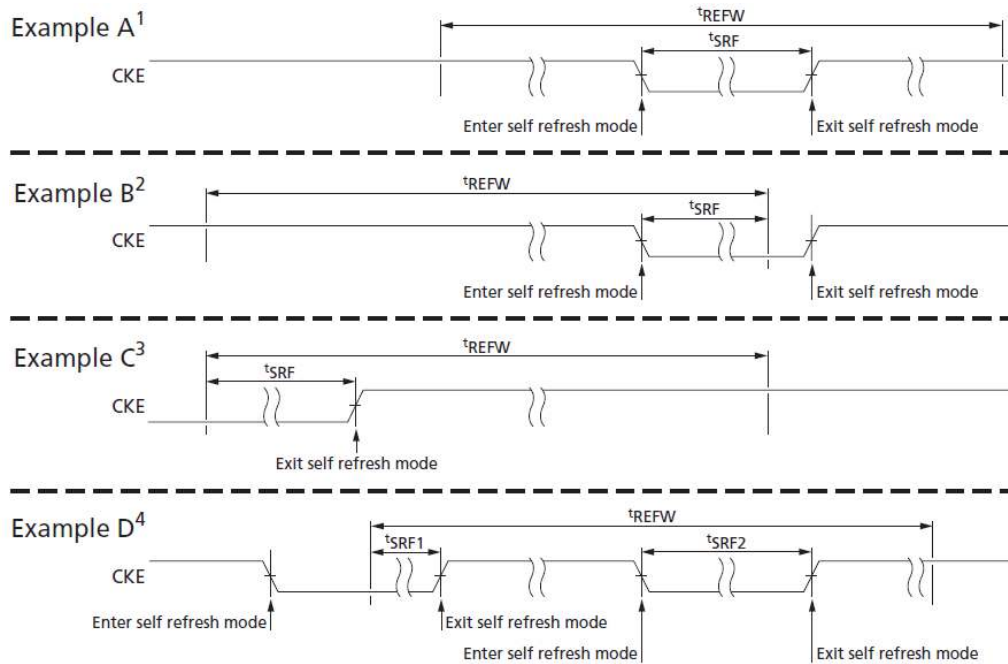 Example A¹
ᵗREFW
ᵗSRF
CKE
Enter self refresh mode
Exit self refresh mode
Example B²
ᵗREFW
ᵗSRF
CKE
Enter self refresh mode
Exit self refresh mode
Example C³
ᵗREFW
ᵗSRF
CKE
Exit self refresh mode
Example D⁴
ᵗREFW
ᵗSRF1
ᵗSRF2
CKE
Enter self refresh mode
Exit self refresh mode
Enter self refresh mode
Exit self refresh mode